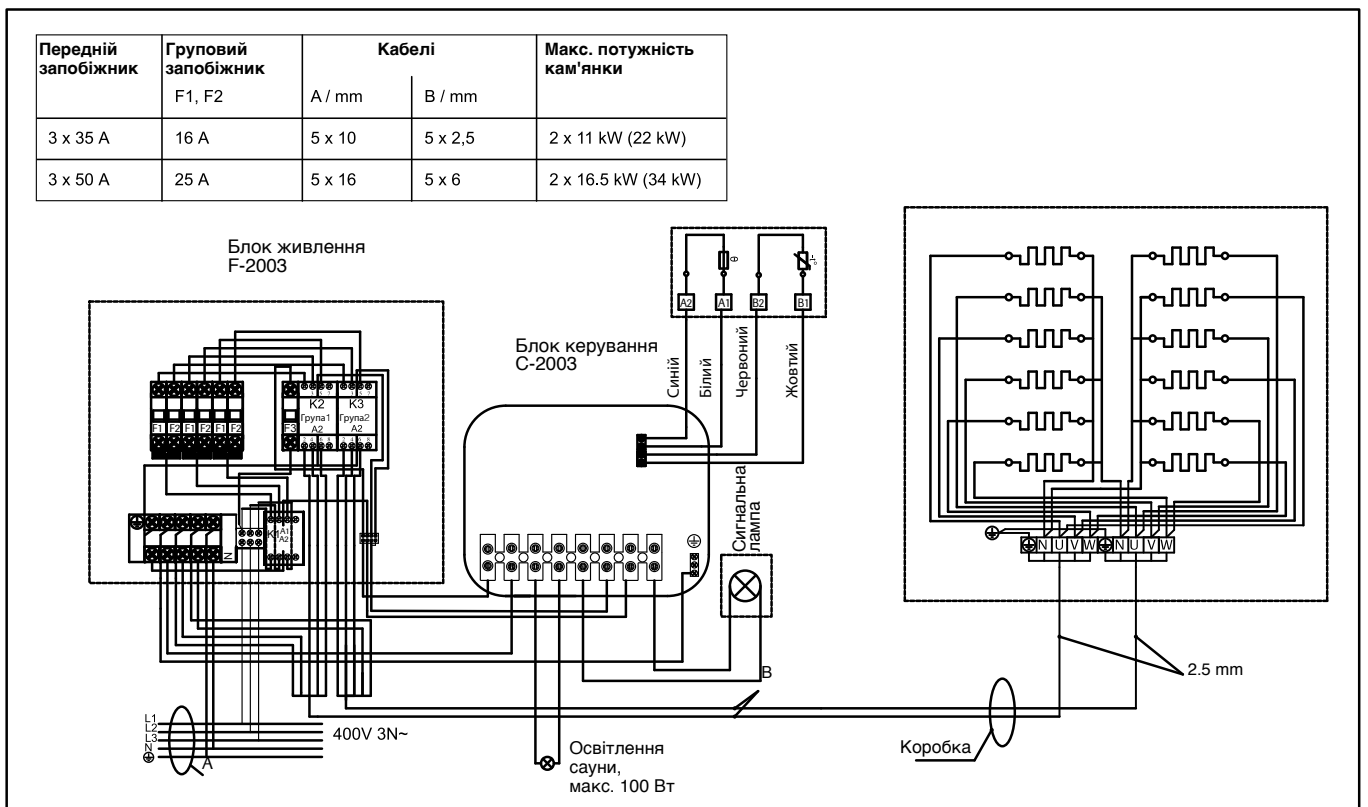 Передній запобіжник
Груповий запобіжник
Кабелі
Макс. потужність кам'янки
F1, F2
A / mm
B / mm
3 x 35 A
16 A
5 x 10
5 x 2,5
2 x 11 kW (22 kW)
3 x 50 A
25 A
5 x 16
5 x 6
2 x 16.5 kW (34 kW)
Блок живлення
F-2003
A2
A1
B2
B1
Синій
Білий
Червоний
Жовтий
Блок керування
C-2003
F1 F2 F1 F2 F1 F2
F3
K2
Група1
A2
K3
Група2
A2
N
K1
A1
A2
Сигнальна
лампа
N U V W
N U V W
2.5 mm
B
L1
L2
L3
N
A
400V 3N~
Освітлення
сауни,
макс. 100 Вт
Коробка